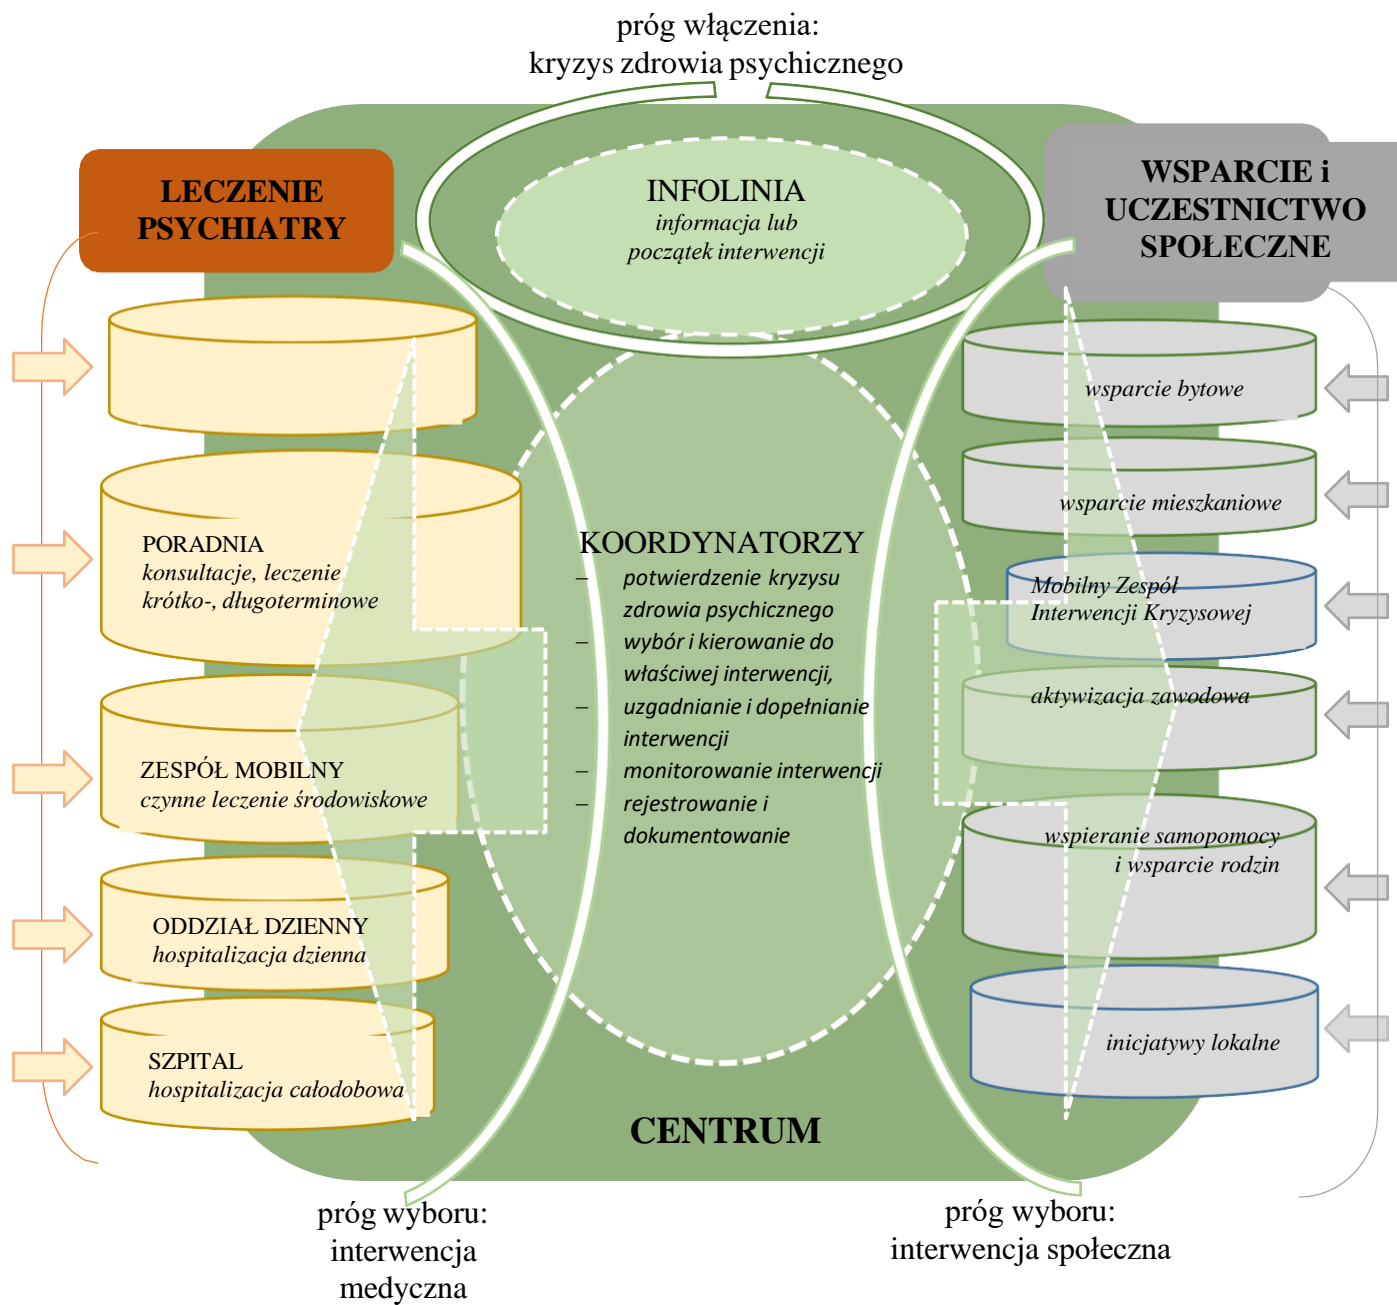 próg włączenia:
kryzys zdrowia psychicznego
LECZENIE
PSYCHIATRY
INFOLINIA
informacja lub
początek interwencji
WSPARCIE i
UCZESTNICTWO
SPOŁECZNE
PORADNIA
konsultacje, leczenie
krótko-, długoterminowe
ZESPÓŁ MOBILNY
czynne leczenie środowiskowe
ODDZIAŁ DZIENNY
hospitalizacja dzienna
SZPITAL
hospitalizacja całodobowa
KOORDYNATORZY
– potwierdzenie kryzysu
zdrowia psychicznego
– wybór i kierowanie do
właściwej interwencji,
– uzgadnianie i dopełnianie
interwencji
– monitorowanie interwencji
– rejestrowanie i
dokumentowanie
wsparcie bytowe
wsparcie mieszkaniowe
Mobilny Zespół
Interwencji Kryzysowej
aktywizacja zawodowa
wspieranie samopomocy
i wsparcie rodzin
inicjatywy lokalne
CENTRUM
próg wyboru:
interwencja
medyczna
próg wyboru:
interwencja społeczna